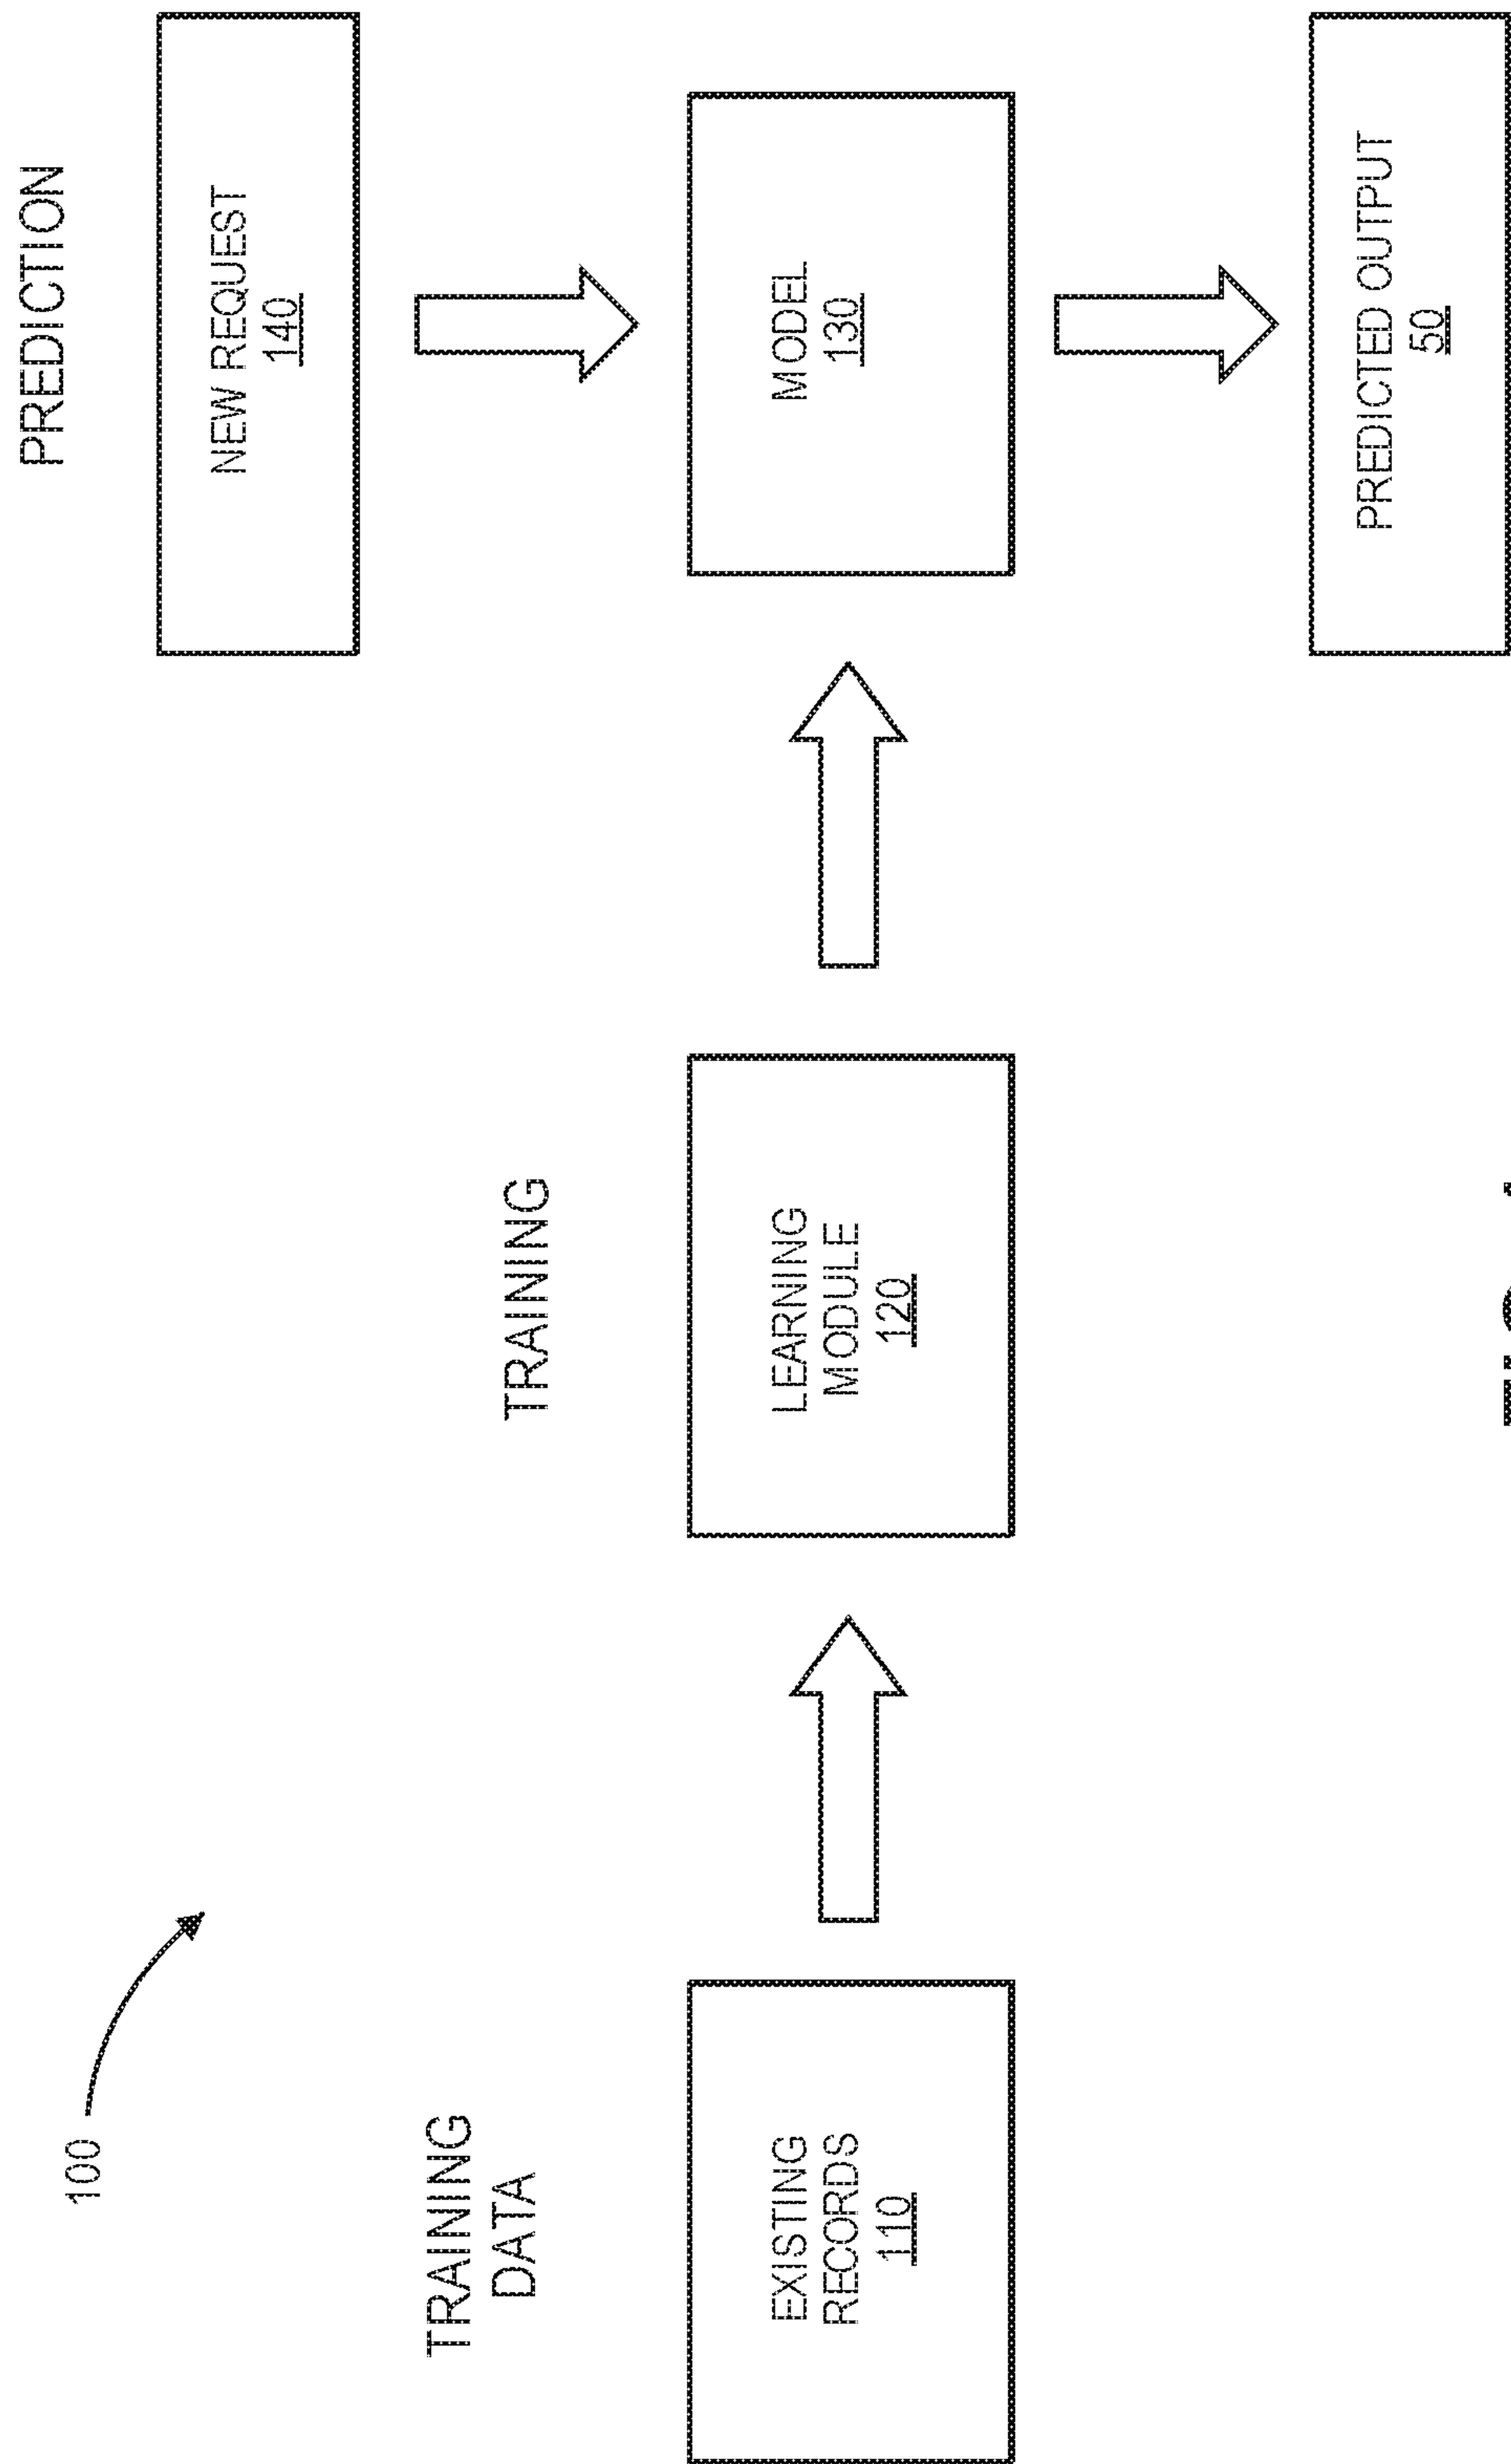 100
TRAINING
DATA
EXISTING
RECORDS
110
TRAINING
LEARNING
MODULE
120
PREDICTION
NEW REQUEST
140
MODEL
130
PREDICTED OUTPUT
50